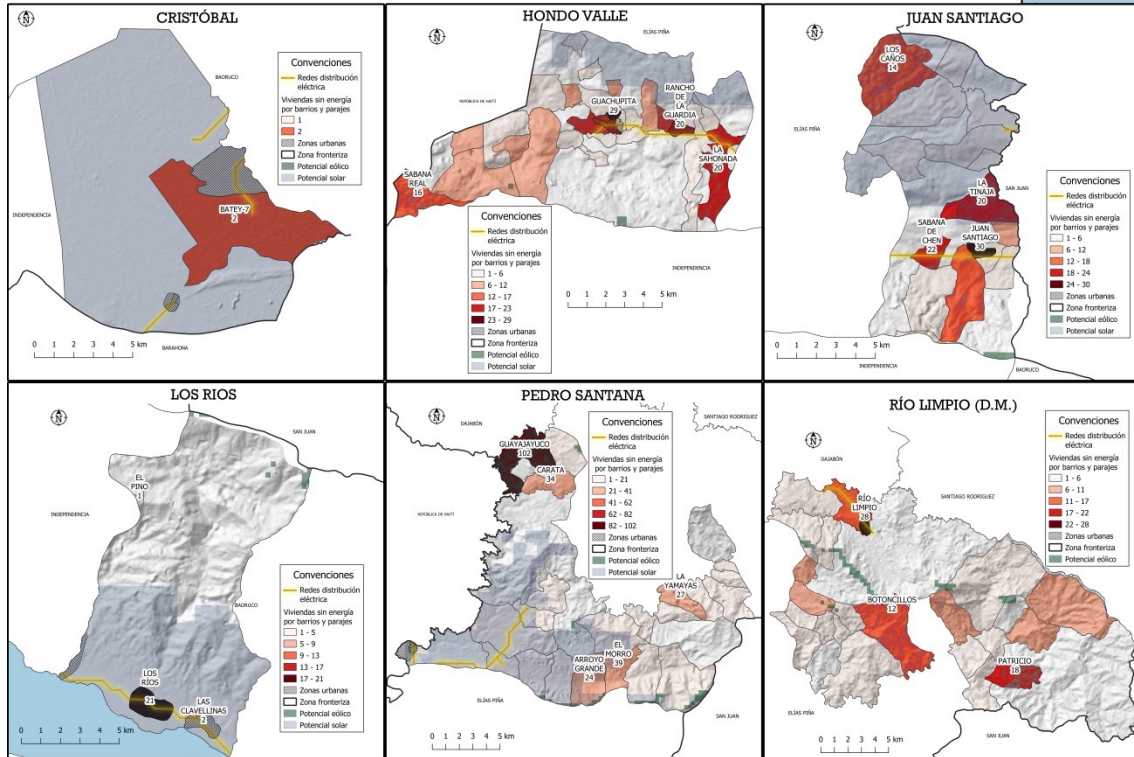 CRISTÓBAL
N
BAORUCO
Convenciones
Redes distribución
eléctrica
Viviendas sin energía
por barrios y parajes
1
2
Zonas urbanas
Zona fronteriza
Potencial eólico
Potencial solar
INDEPENDENCIA
BATEY-7
2
0 1 2 3 4 5 km
BARAHONA
HONDO VALLE
N
ELÍAS PIÑA
REPÚBLICA DE HAITÍ
GUACHUPITA
29
RANCHO
DE
LA
GUARDIA
20
LA
SAHONADA
20
SABANA
REAL
16
Convenciones
Redes distribución
eléctrica
Viviendas sin energía
por barrios y parajes
1 - 6
6 - 12
12 - 17
17 - 23
23 - 29
Zonas urbanas
Zona fronteriza
Potencial eólico
Potencial solar
INDEPENDENCIA
0 1 2 3 4 5 km
JUAN SANTIAGO
N
LOS
CAÑOS
14
ELÍAS PIÑA
SAN JUAN
LA
TINAJA
20
SABANA
DE
CHEN
22
JUAN
SANTIAGO
30
Convenciones
Redes distribución
eléctrica
Viviendas sin energía
por barrios y parajes
1 - 6
6 - 12
12 - 18
18 - 24
24 - 30
Zonas urbanas
Zona fronteriza
Potencial eólico
Potencial solar
0 1 2 3 4 5 km
INDEPENDENCIA
BAORUCO
LOS RIOS
N
SAN JUAN
EL
PINO
1
INDEPENDENCIA
BAORUCO
Convenciones
Redes distribución
eléctrica
Viviendas sin energía
por barrios y parajes
1 - 5
5 - 9
9 - 13
13 - 17
17 - 21
Zonas urbanas
Zona fronteriza
Potencial eólico
Potencial solar
LOS
RÍOS
21
LAS
CLAVELLINAS
2
0 1 2 3 4 5 km
PEDRO SANTANA
N
DAJABÓN
SANTIAGO RODRIGUEZ
GUAYAJAYUCO
102
CARATA
34
Convenciones
Redes distribución
eléctrica
Viviendas sin energía
por barrios y parajes
1 - 21
21 - 41
41 - 62
62 - 82
82 - 102
Zonas urbanas
Zona fronteriza
Potencial eólico
Potencial solar
REPÚBLICA DE HAITÍ
LA
YAMAYAS
27
EL
MORRO
39
ARROYO
GRANDE
24
ELÍAS PIÑA
SAN JUAN
0 1 2 3 4 5 km
RÍO LIMPIO (D.M.)
N
DAJABÓN
SANTIAGO RODRIGUEZ
RÍO
LIMPIO
28
Convenciones
Redes distribución
eléctrica
Viviendas sin energía
por barrios y parajes
1 - 6
6 - 11
11 - 17
17 - 22
22 - 28
Zonas urbanas
Zona fronteriza
Potencial eólico
Potencial solar
BOTONCILLOS
12
PATRICIO
18
ELÍAS PIÑA
SAN JUAN
0 1 2 3 4 5 km